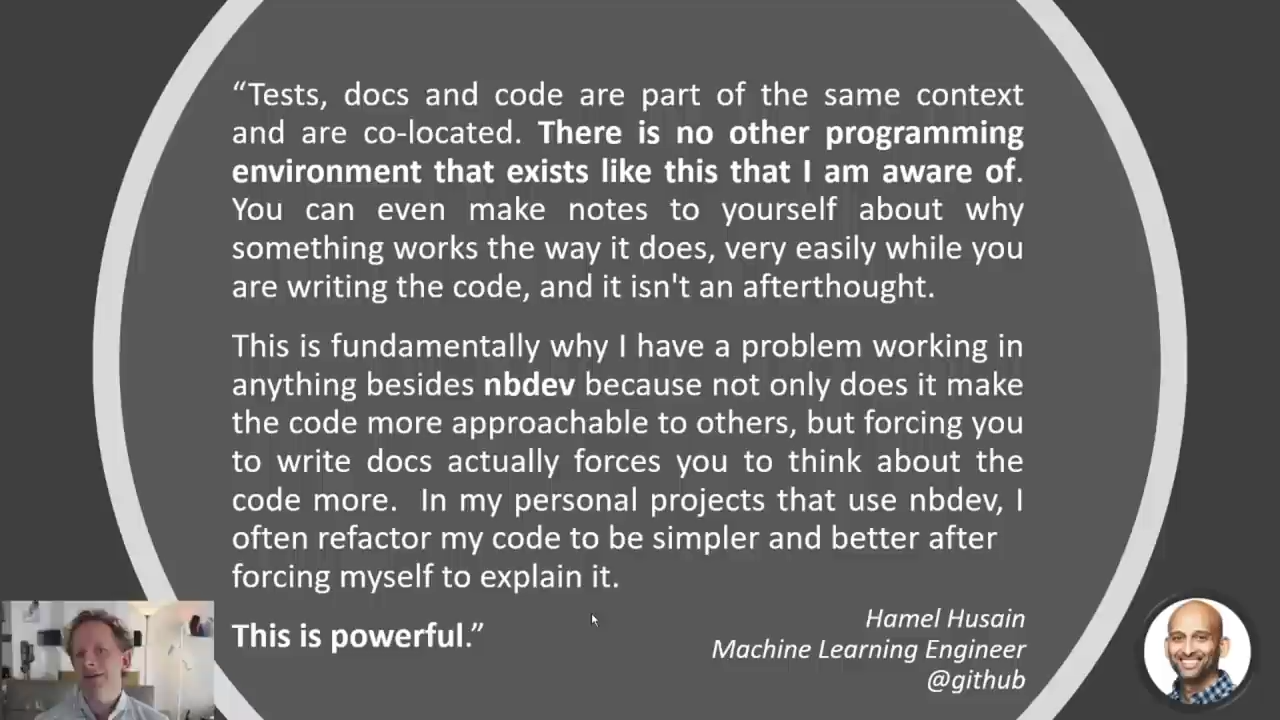 “Tests, docs and code are part of the same context
and are co-located. There is no other programming
environment that exists like this that I am aware of.
You can even make notes to yourself about why
something works the way it does, very easily while you
are writing the code, and it isn't an afterthought.
This is fundamentally why I have a problem working in
anything besides nbdev because not only does it make
the code more approachable to others, but forcing you
to write docs actually forces you to think about the
code more. In my personal projects that use nbdev, I
often refactor my code to be simpler and better after
forcing myself to explain it.
This is powerful.”
Hamel Husain
Machine Learning Engineer
@github